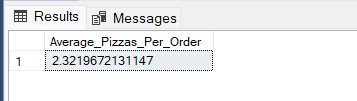 Results Messages
Average_Pizzas_Per_Order
1 2.3219672131147